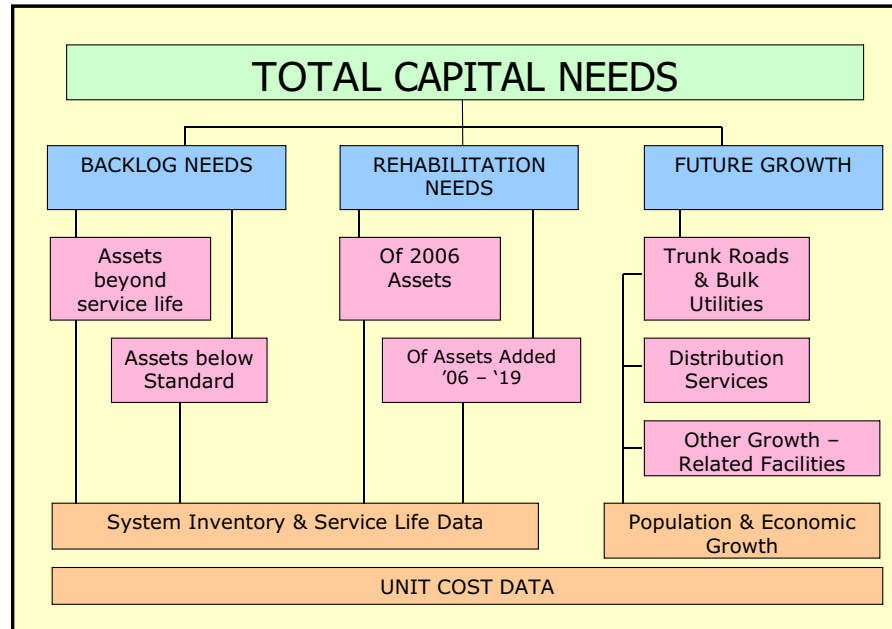 TOTAL CAPITAL NEEDS
BACKLOG NEEDS
REHABILITATION
NEEDS
FUTURE GROWTH
Assets
beyond
service life
Of 2006
Assets
Trunk Roads
& Bulk
Utilities
Assets below
Standard
Of Assets Added
’06 – ‘19
Distribution
Services
Other Growth –
Related Facilities
System Inventory & Service Life Data
Population & Economic
Growth
UNIT COST DATA